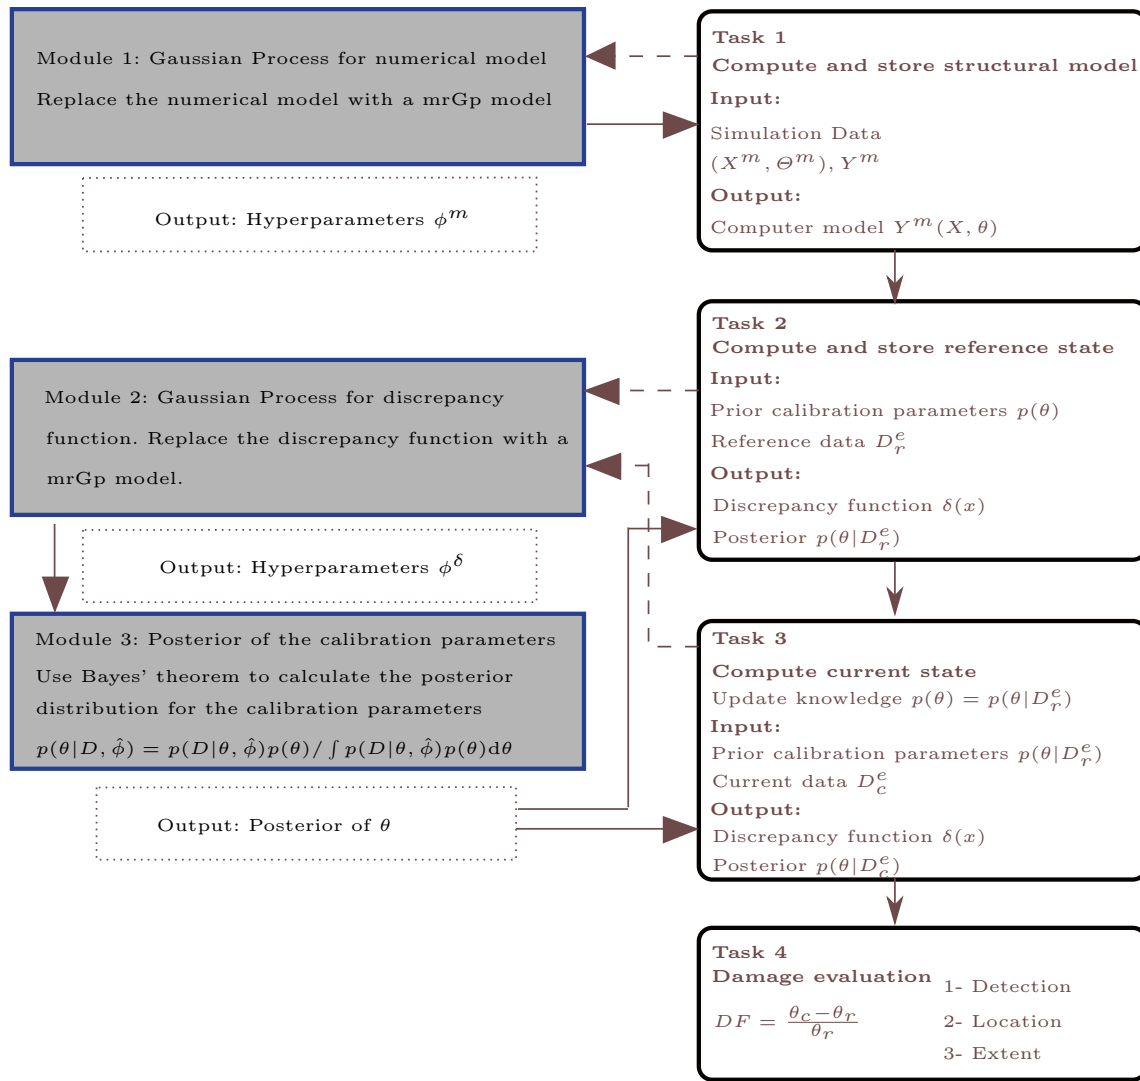 Module 1: Gaussian Process for numerical model
Replace the numerical model with a mrGp model
Output: Hyperparameters ϕ^m
Task 1
Compute and store structural model
Input:
Simulation Data
(X^m, Θ^m), Y^m
Output:
Computer model Y^m(X, θ)
Module 2: Gaussian Process for discrepancy
function. Replace the discrepancy function with a
mrGp model.
Output: Hyperparameters ϕ^δ
Task 2
Compute and store reference state
Input:
Prior calibration parameters p(θ)
Reference data D_r^e
Output:
Discrepancy function δ(x)
Posterior p(θ|D_r^e)
Module 3: Posterior of the calibration parameters
Use Bayes' theorem to calculate the posterior
distribution for the calibration parameters
p(θ|D, ϕ̂) = p(D|θ, ϕ̂)p(θ)/ ∫ p(D|θ, ϕ̂)p(θ)dθ
Output: Posterior of θ
Task 3
Compute current state
Update knowledge p(θ) = p(θ|D_r^e)
Input:
Prior calibration parameters p(θ|D_r^e)
Current data D_c^e
Output:
Discrepancy function δ(x)
Posterior p(θ|D_c^e)
Task 4
Damage evaluation
DF = (θ_c−θ_r)/θ_r
1- Detection
2- Location
3- Extent